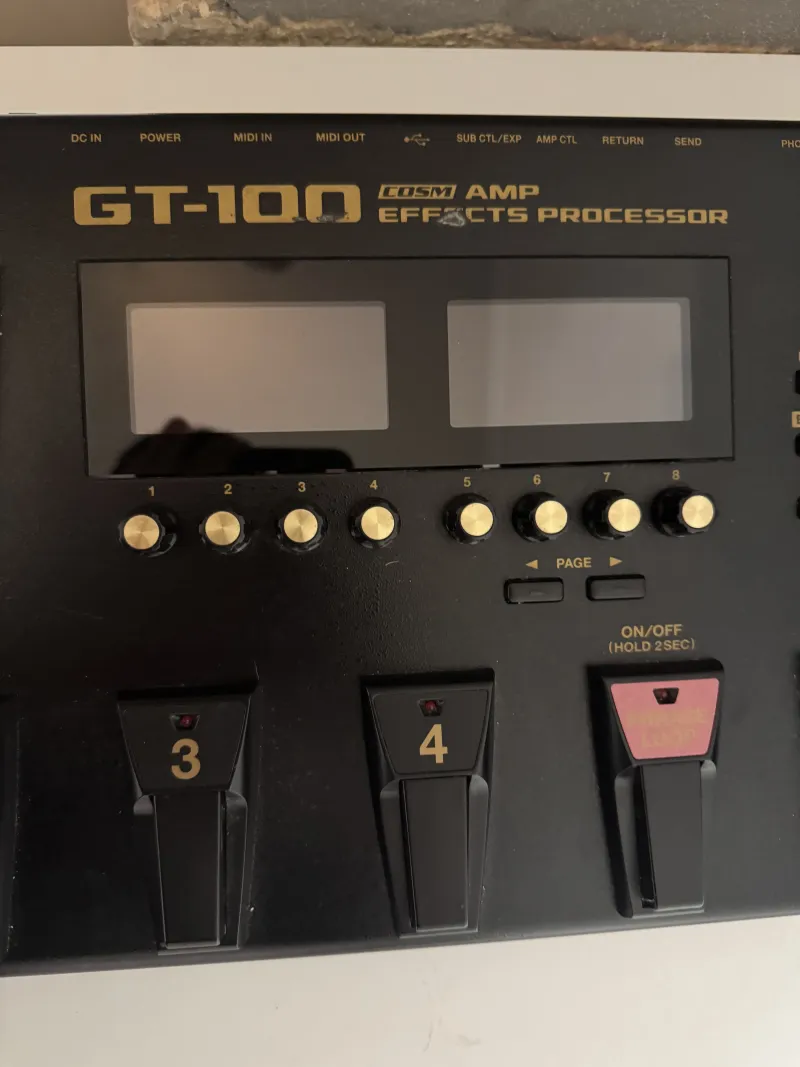 DC IN POWER MIDI IN MIDI OUT SUB CTL/EXP AMP CTL RETURN SEND
GT-100 COSM AMP
EFFECTS PROCESSOR
1 2 3 4 5 6 7 8
◄ PAGE ►
ON/OFF
(HOLD 2SEC)
3 4